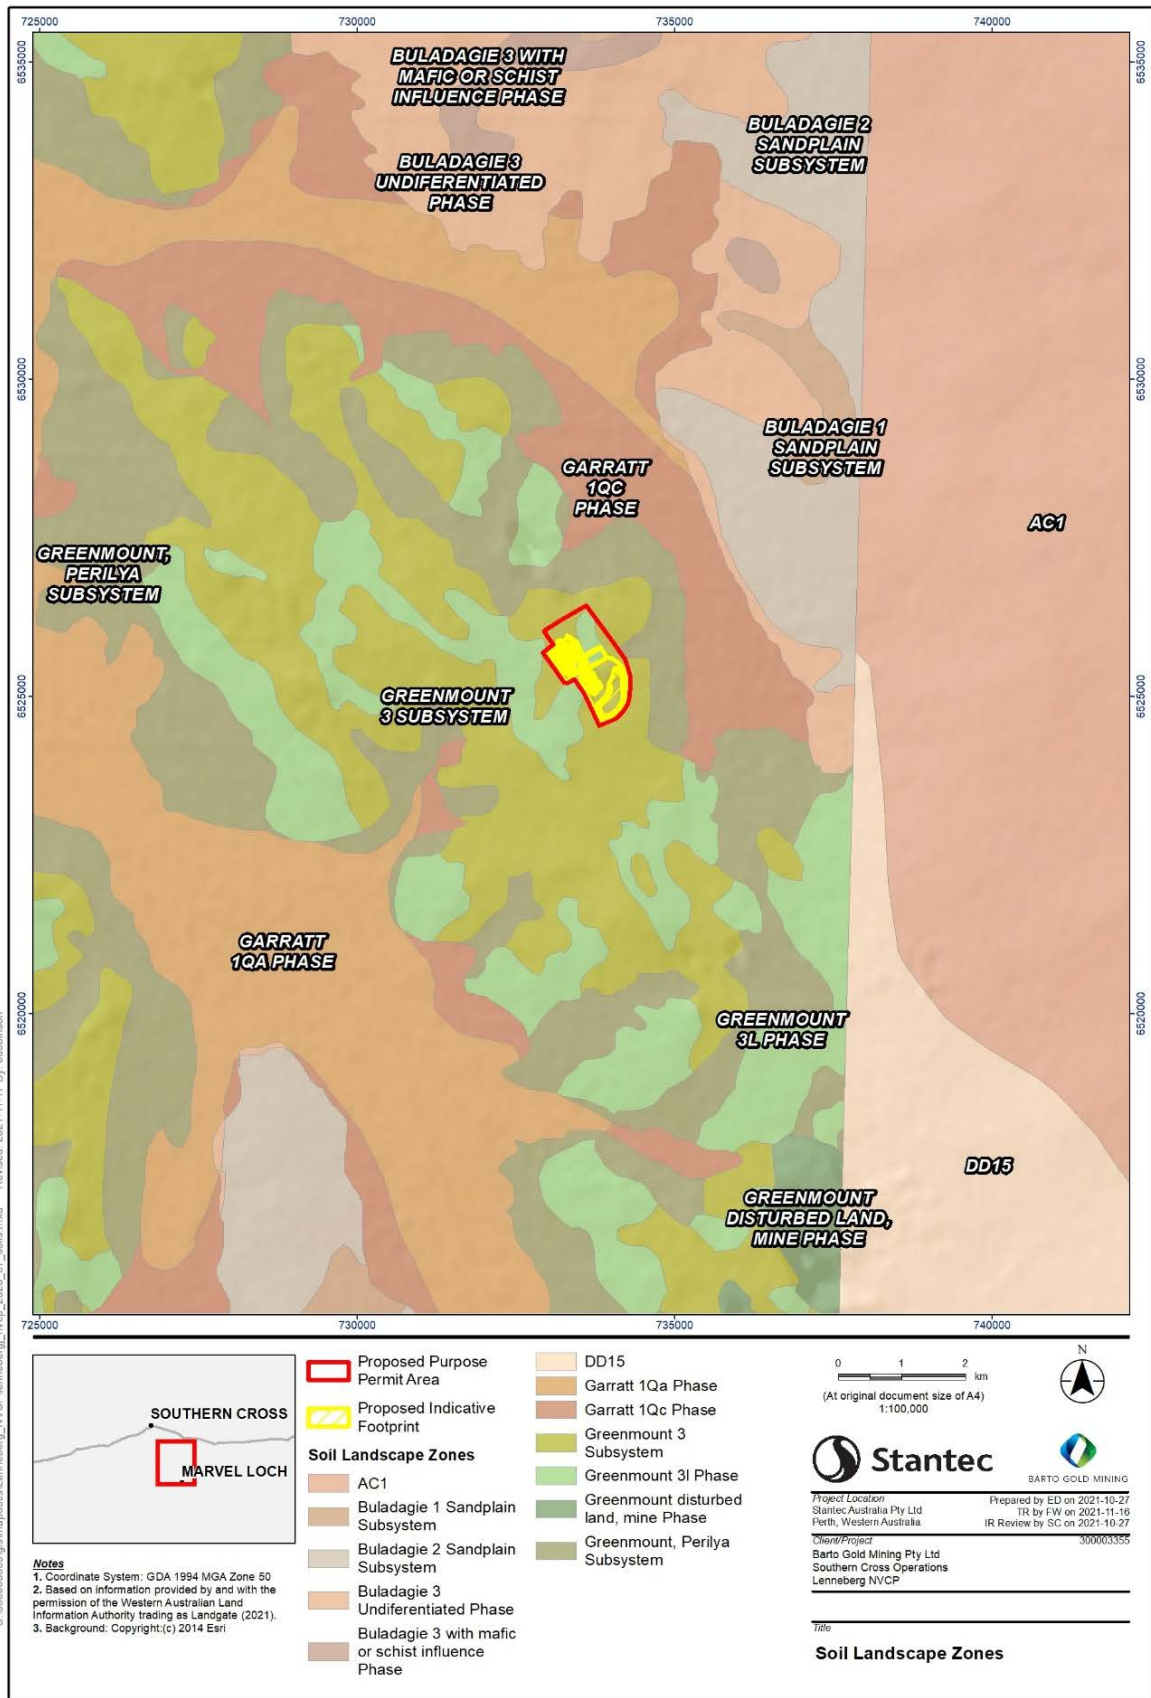 725000
730000
735000
740000
6535000
6535000
BULADAGIE 3 WITH
MAFIC OR SCHIST
INFLUENCE PHASE
BULADAGIE 2
SANDPLAIN
SUBSYSTEM
BULADAGIE 3
UNDIFERENTIATED
PHASE
6530000
6530000
BULADAGIE 1
SANDPLAIN
SUBSYSTEM
GARRATT
1QC
PHASE
AC1
GREENMOUNT,
PERILYA
SUBSYSTEM
6525000
6525000
GREENMOUNT
3 SUBSYSTEM
GARRATT
1QA PHASE
6520000
6520000
GREENMOUNT
3L PHASE
DD15
GREENMOUNT
DISTURBED LAND,
MINE PHASE
725000
730000
735000
740000
SOUTHERN CROSS
MARVEL LOCH
Notes
1. Coordinate System: GDA 1994 MGA Zone 50
2. Based on information provided by and with the
permission of the Western Australian Land
Information Authority trading as Landgate (2021).
3. Background: Copyright:(c) 2014 Esri
Proposed Purpose
Permit Area
Proposed Indicative
Footprint
Soil Landscape Zones
AC1
Buladagie 1 Sandplain
Subsystem
Buladagie 2 Sandplain
Subsystem
Buladagie 3
Undiferentiated Phase
Buladagie 3 with mafic
or schist influence
Phase
DD15
Garratt 1Qa Phase
Garratt 1Qc Phase
Greenmount 3
Subsystem
Greenmount 3l Phase
Greenmount disturbed
land, mine Phase
Greenmount, Perilya
Subsystem
0 1 2
km
(At original document size of A4)
1:100,000
N
Stantec
BARTO GOLD MINING
Project Location
Stantec Australia Pty Ltd
Perth, Western Australia
Prepared by ED on 2021-10-27
TR by FW on 2021-11-16
IR Review by SC on 2021-10-27
Client/Project
300003355
Barto Gold Mining Pty Ltd
Southern Cross Operations
Lenneberg NVCP
Title
Soil Landscape Zones